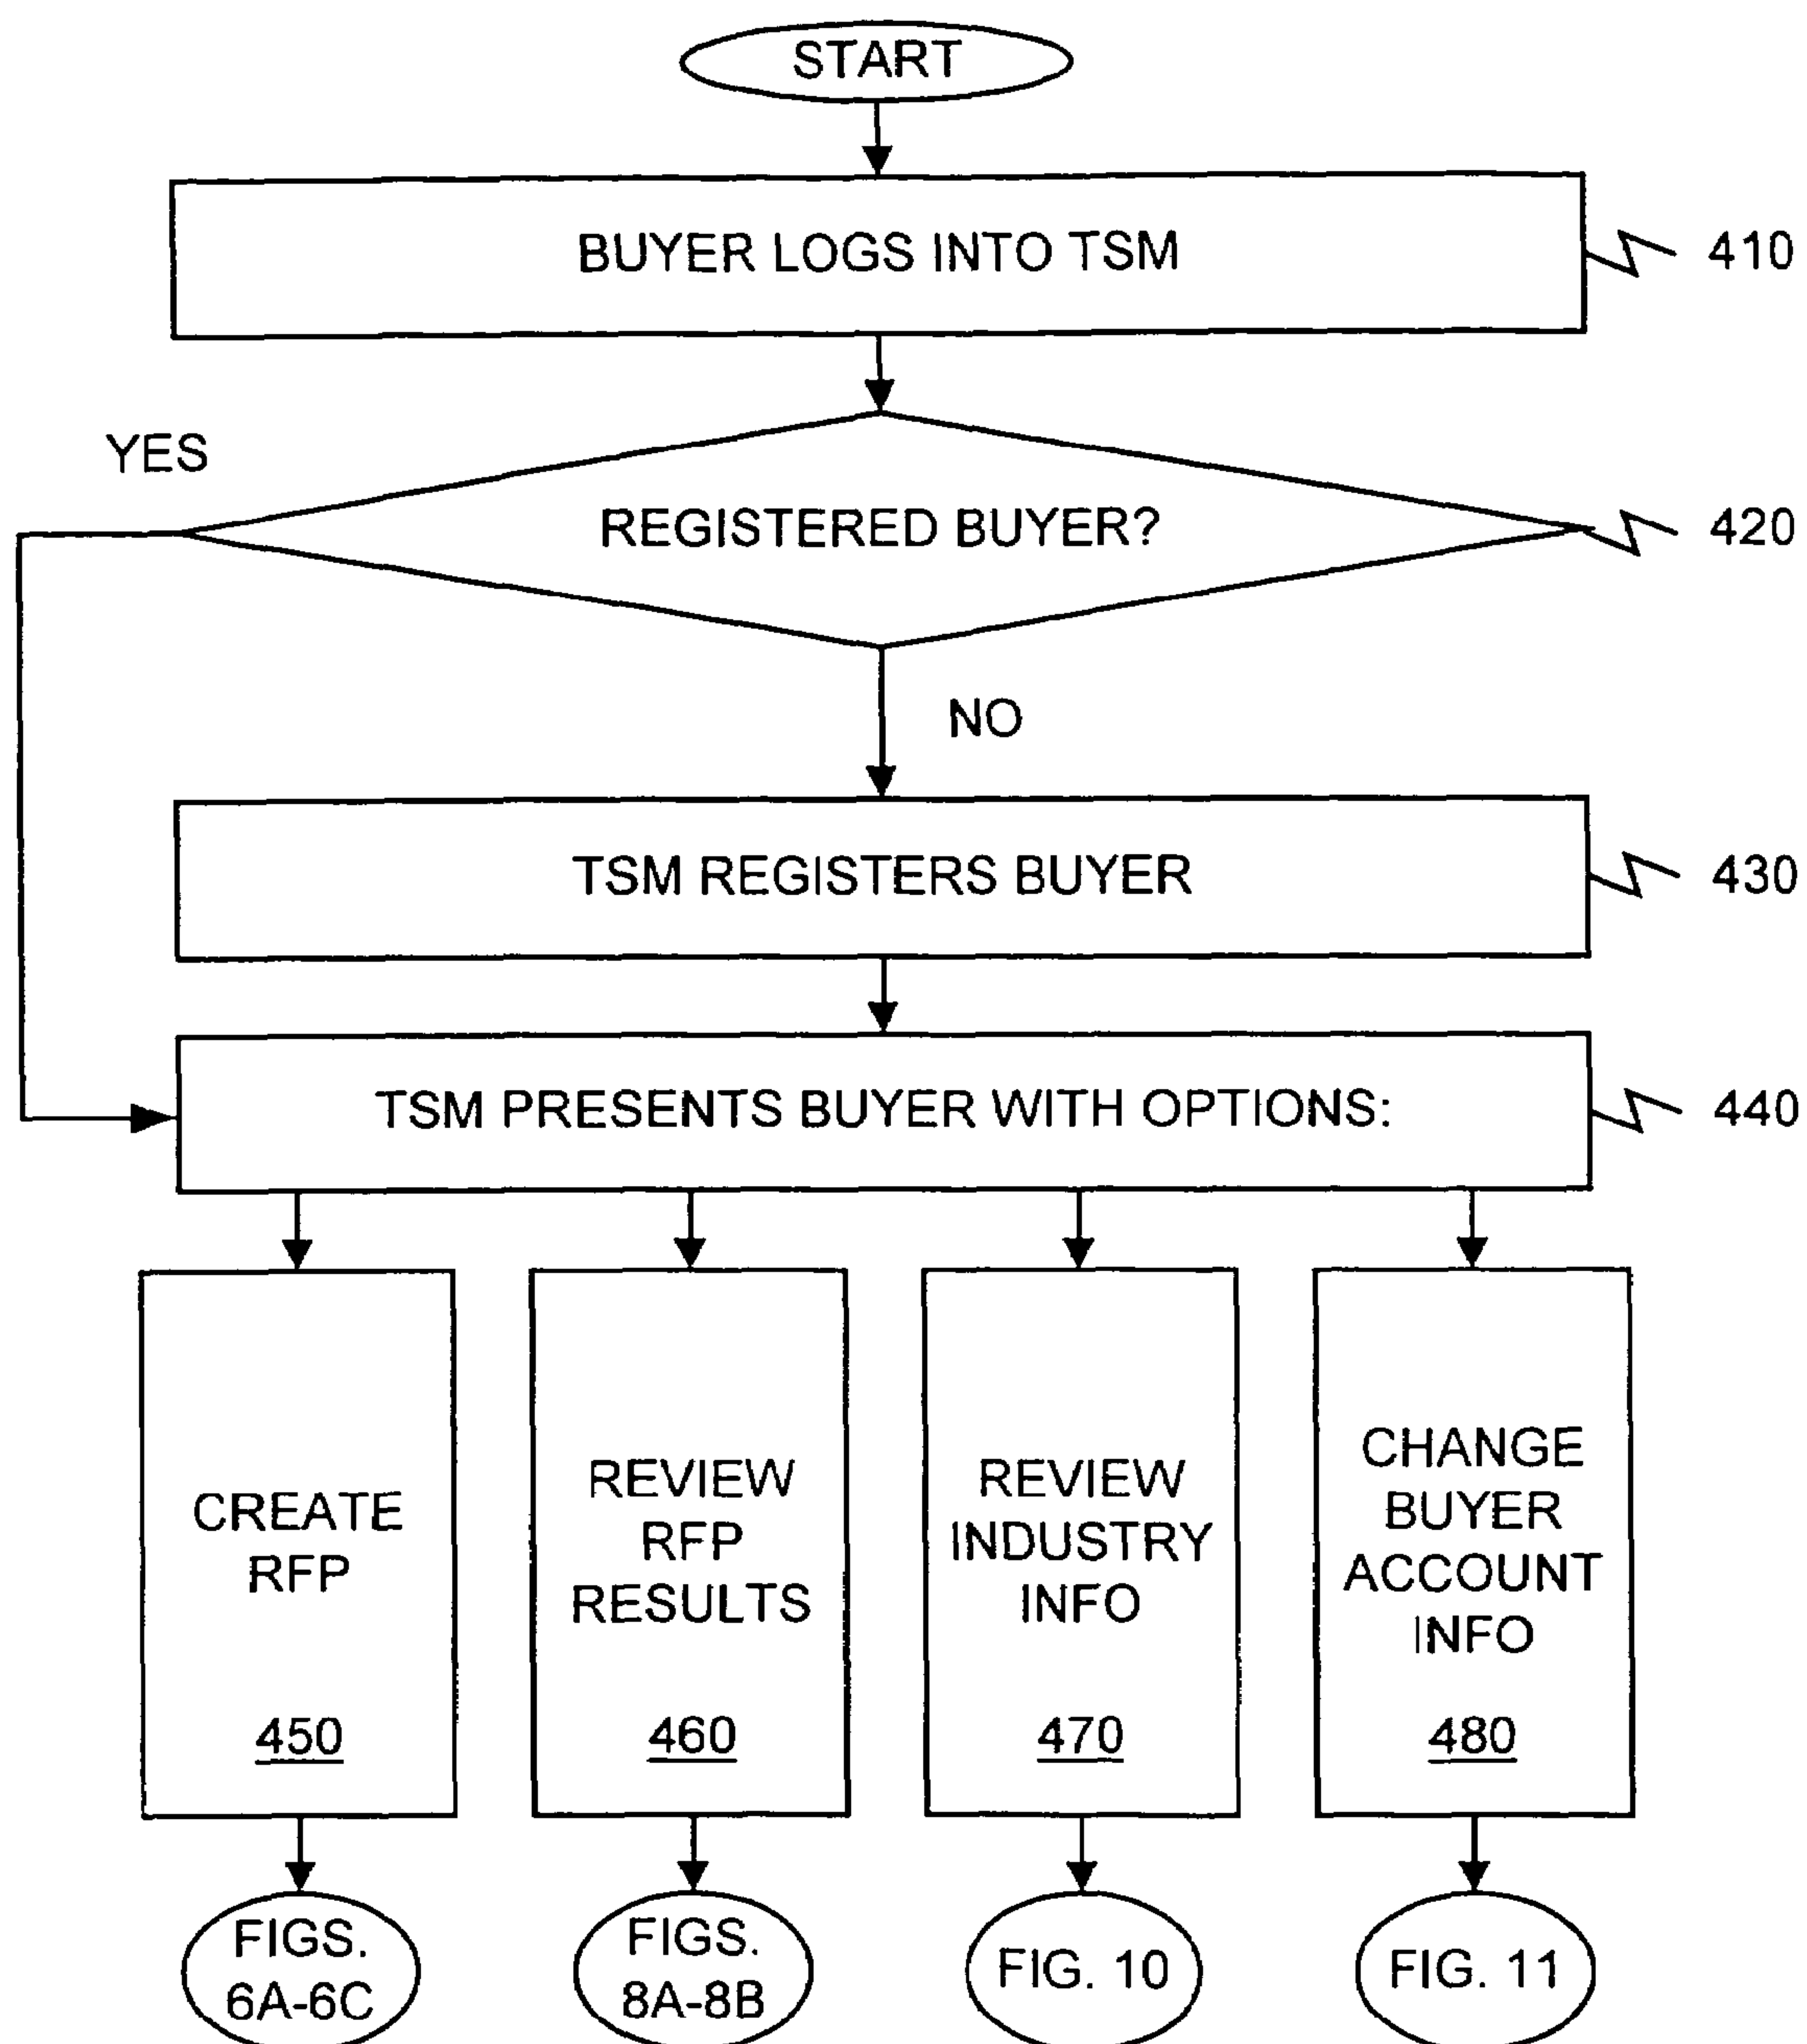 START
BUYER LOGS INTO TSM
410
YES
REGISTERED BUYER?
420
NO
TSM REGISTERS BUYER
430
TSM PRESENTS BUYER WITH OPTIONS:
440
CREATE
RFP
450
REVIEW
RFP
RESULTS
460
REVIEW
INDUSTRY
INFO
470
CHANGE
BUYER
ACCOUNT
INFO
480
FIGS.
6A-6C
FIGS.
8A-8B
FIG. 10
FIG. 11